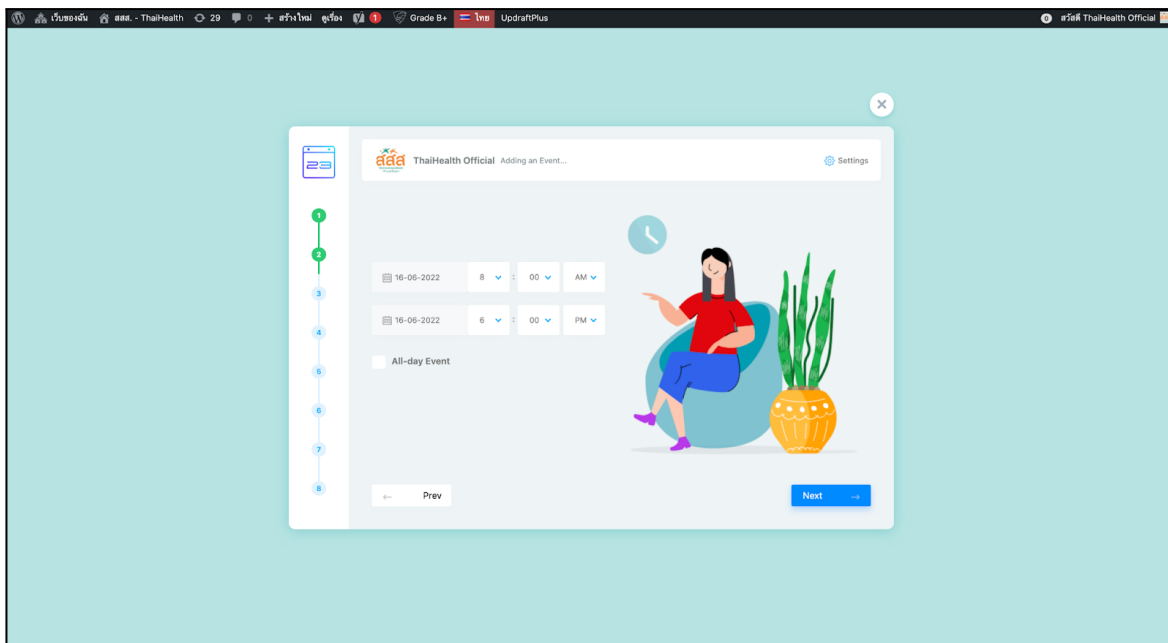 เว็บของฉัน สสส. - ThaiHealth 29 0 + สร้างใหม่ ดูเรื่อง 1 Grade B+ ไทย UpdraftPlus 0 สวัสดี ThaiHealth Official
23
สสส ThaiHealth Official Adding an Event... Settings
1
2
3
4
5
6
7
8
16-06-2022 8 : 00 AM
16-06-2022 6 : 00 PM
All-day Event
← Prev
Next →